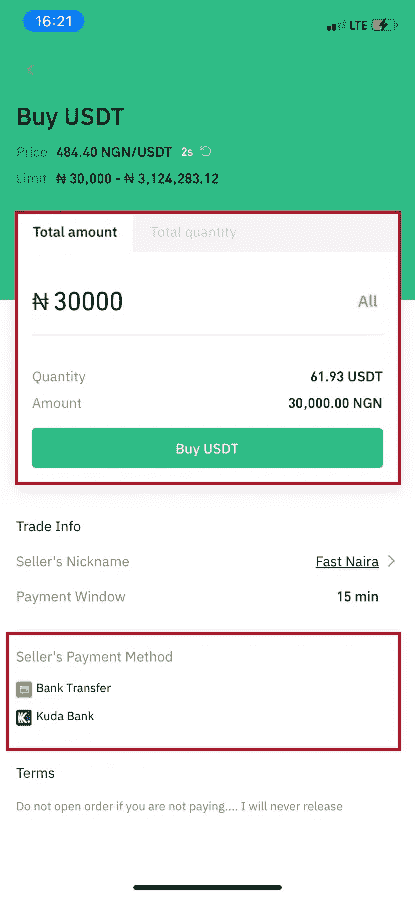 16:21
LTE
Buy USDT
Price 484.40 NGN/USDT 2s
Limit ₦ 30,000 - ₦ 3,124,283.12
Total amount Total quantity
₦ 30000 All
Quantity 61.93 USDT
Amount 30,000.00 NGN
Buy USDT
Trade Info
Seller's Nickname Fast Naira
Payment Window 15 min
Seller's Payment Method
Bank Transfer
Kuda Bank
Terms
Do not open order if you are not paying.... I will never release